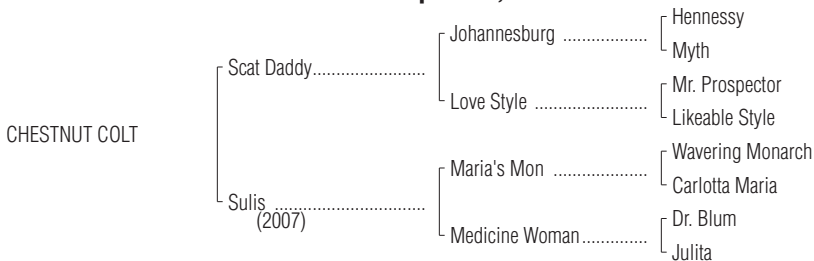 Hennessy
Johannesburg ...................
Myth
Scat Daddy.........................
Mr. Prospector
Love Style .........................
Likeable Style
CHESTNUT COLT
Wavering Monarch
Maria's Mon .....................
Carlotta Maria
Sulis .................................
(2007)
Dr. Blum
Medicine Woman...............
Julita